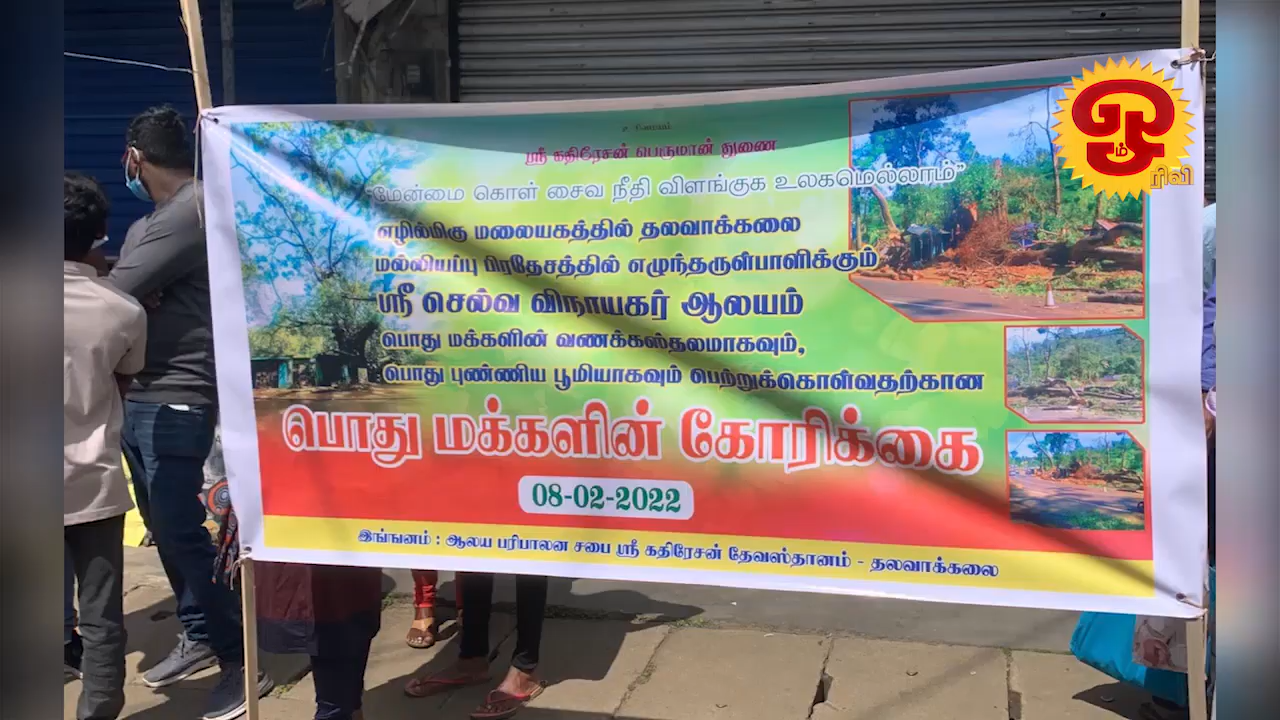 உ
ஸ்ரீ கதிரேசன் பெருமான் துணை
"மேன்மை கொள் சைவ நீதி விளங்குக உலகமெல்லாம்"
எழில்மிகு மலையகத்தில் தலவாக்கலை
மல்லியப்பு பிரதேசத்தில் எழுந்தருள்பாளிக்கும்
ஸ்ரீ செல்வ விநாயகர் ஆலயம்
பொது மக்களின் வணக்கஸ்தலமாகவும்,
பொது புண்ணிய பூமியாகவும் பெற்றுக்கொள்வதற்கான
பொது மக்களின் கோரிக்கை
08-02-2022
இங்ஙனம் : ஆலய பரிபாலன சபை ஸ்ரீ கதிரேசன் தேவஸ்தானம் - தலவாக்கலை
ஓம்